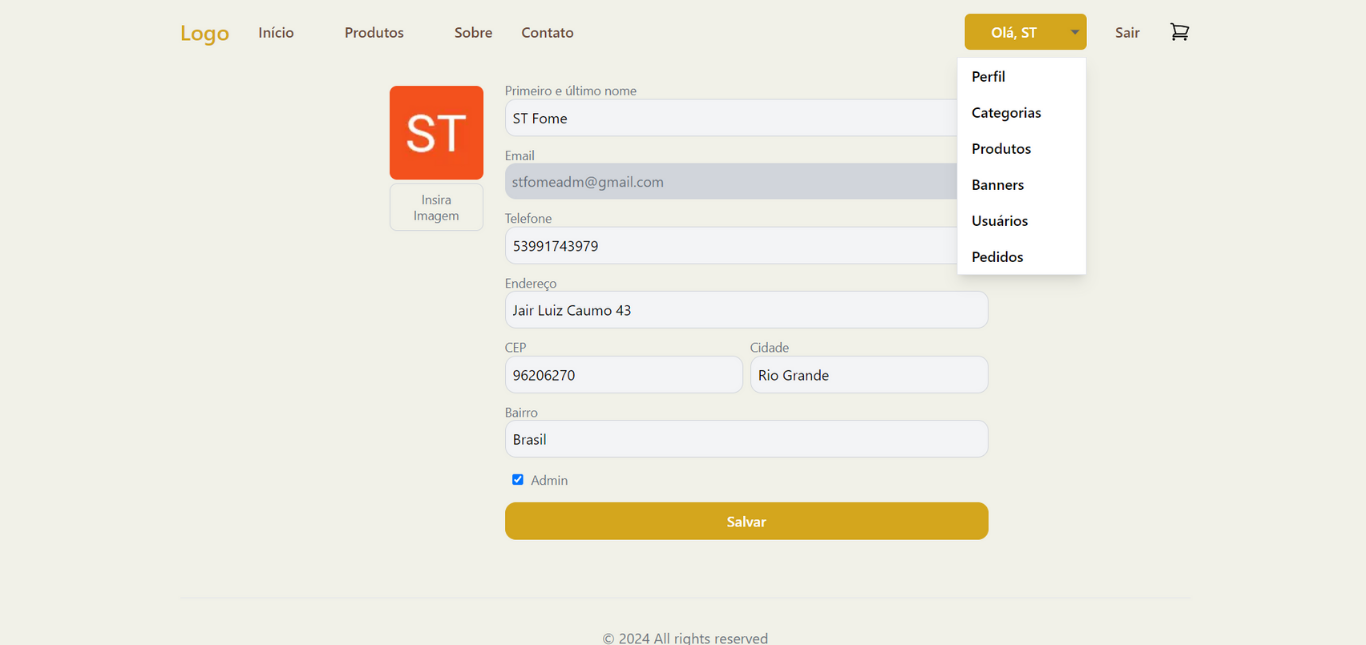 Logo
Início
Produtos
Sobre
Contato
Olá, ST
Sair
Perfil
Categorias
Produtos
Banners
Usuários
Pedidos
ST
Insira
Imagem
Primeiro e último nome
ST Fome
Email
stfomeadm@gmail.com
Telefone
53991743979
Endereço
Jair Luiz Caumo 43
CEP
96206270
Cidade
Rio Grande
Bairro
Brasil
Admin
Salvar
© 2024 All rights reserved